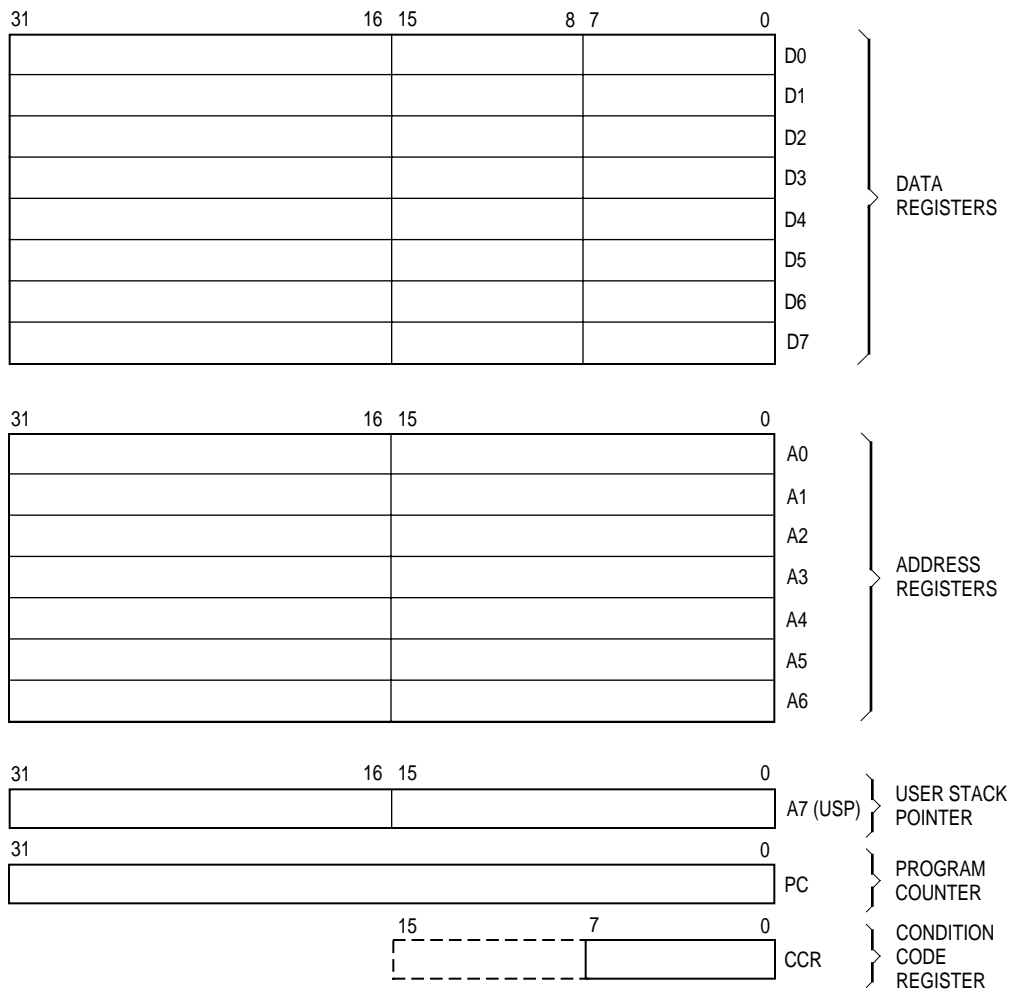 31 16 15 8 7 0
D0
D1
D2
D3
D4
D5
D6
D7
DATA
REGISTERS
31 16 15 0
A0
A1
A2
A3
A4
A5
A6
ADDRESS
REGISTERS
31 16 15 0
A7 (USP)
USER STACK
POINTER
31 0
PC
PROGRAM
COUNTER
15 7 0
CCR
CONDITION
CODE
REGISTER